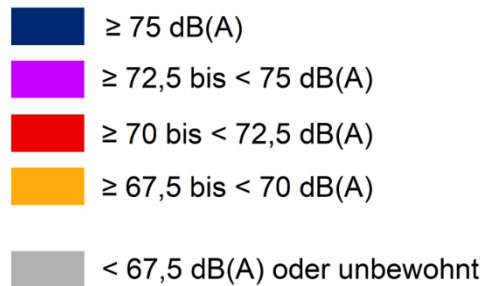 ≥ 75 dB(A)
≥ 72,5 bis < 75 dB(A)
≥ 70 bis < 72,5 dB(A)
≥ 67,5 bis < 70 dB(A)
< 67,5 dB(A) oder unbewohnt